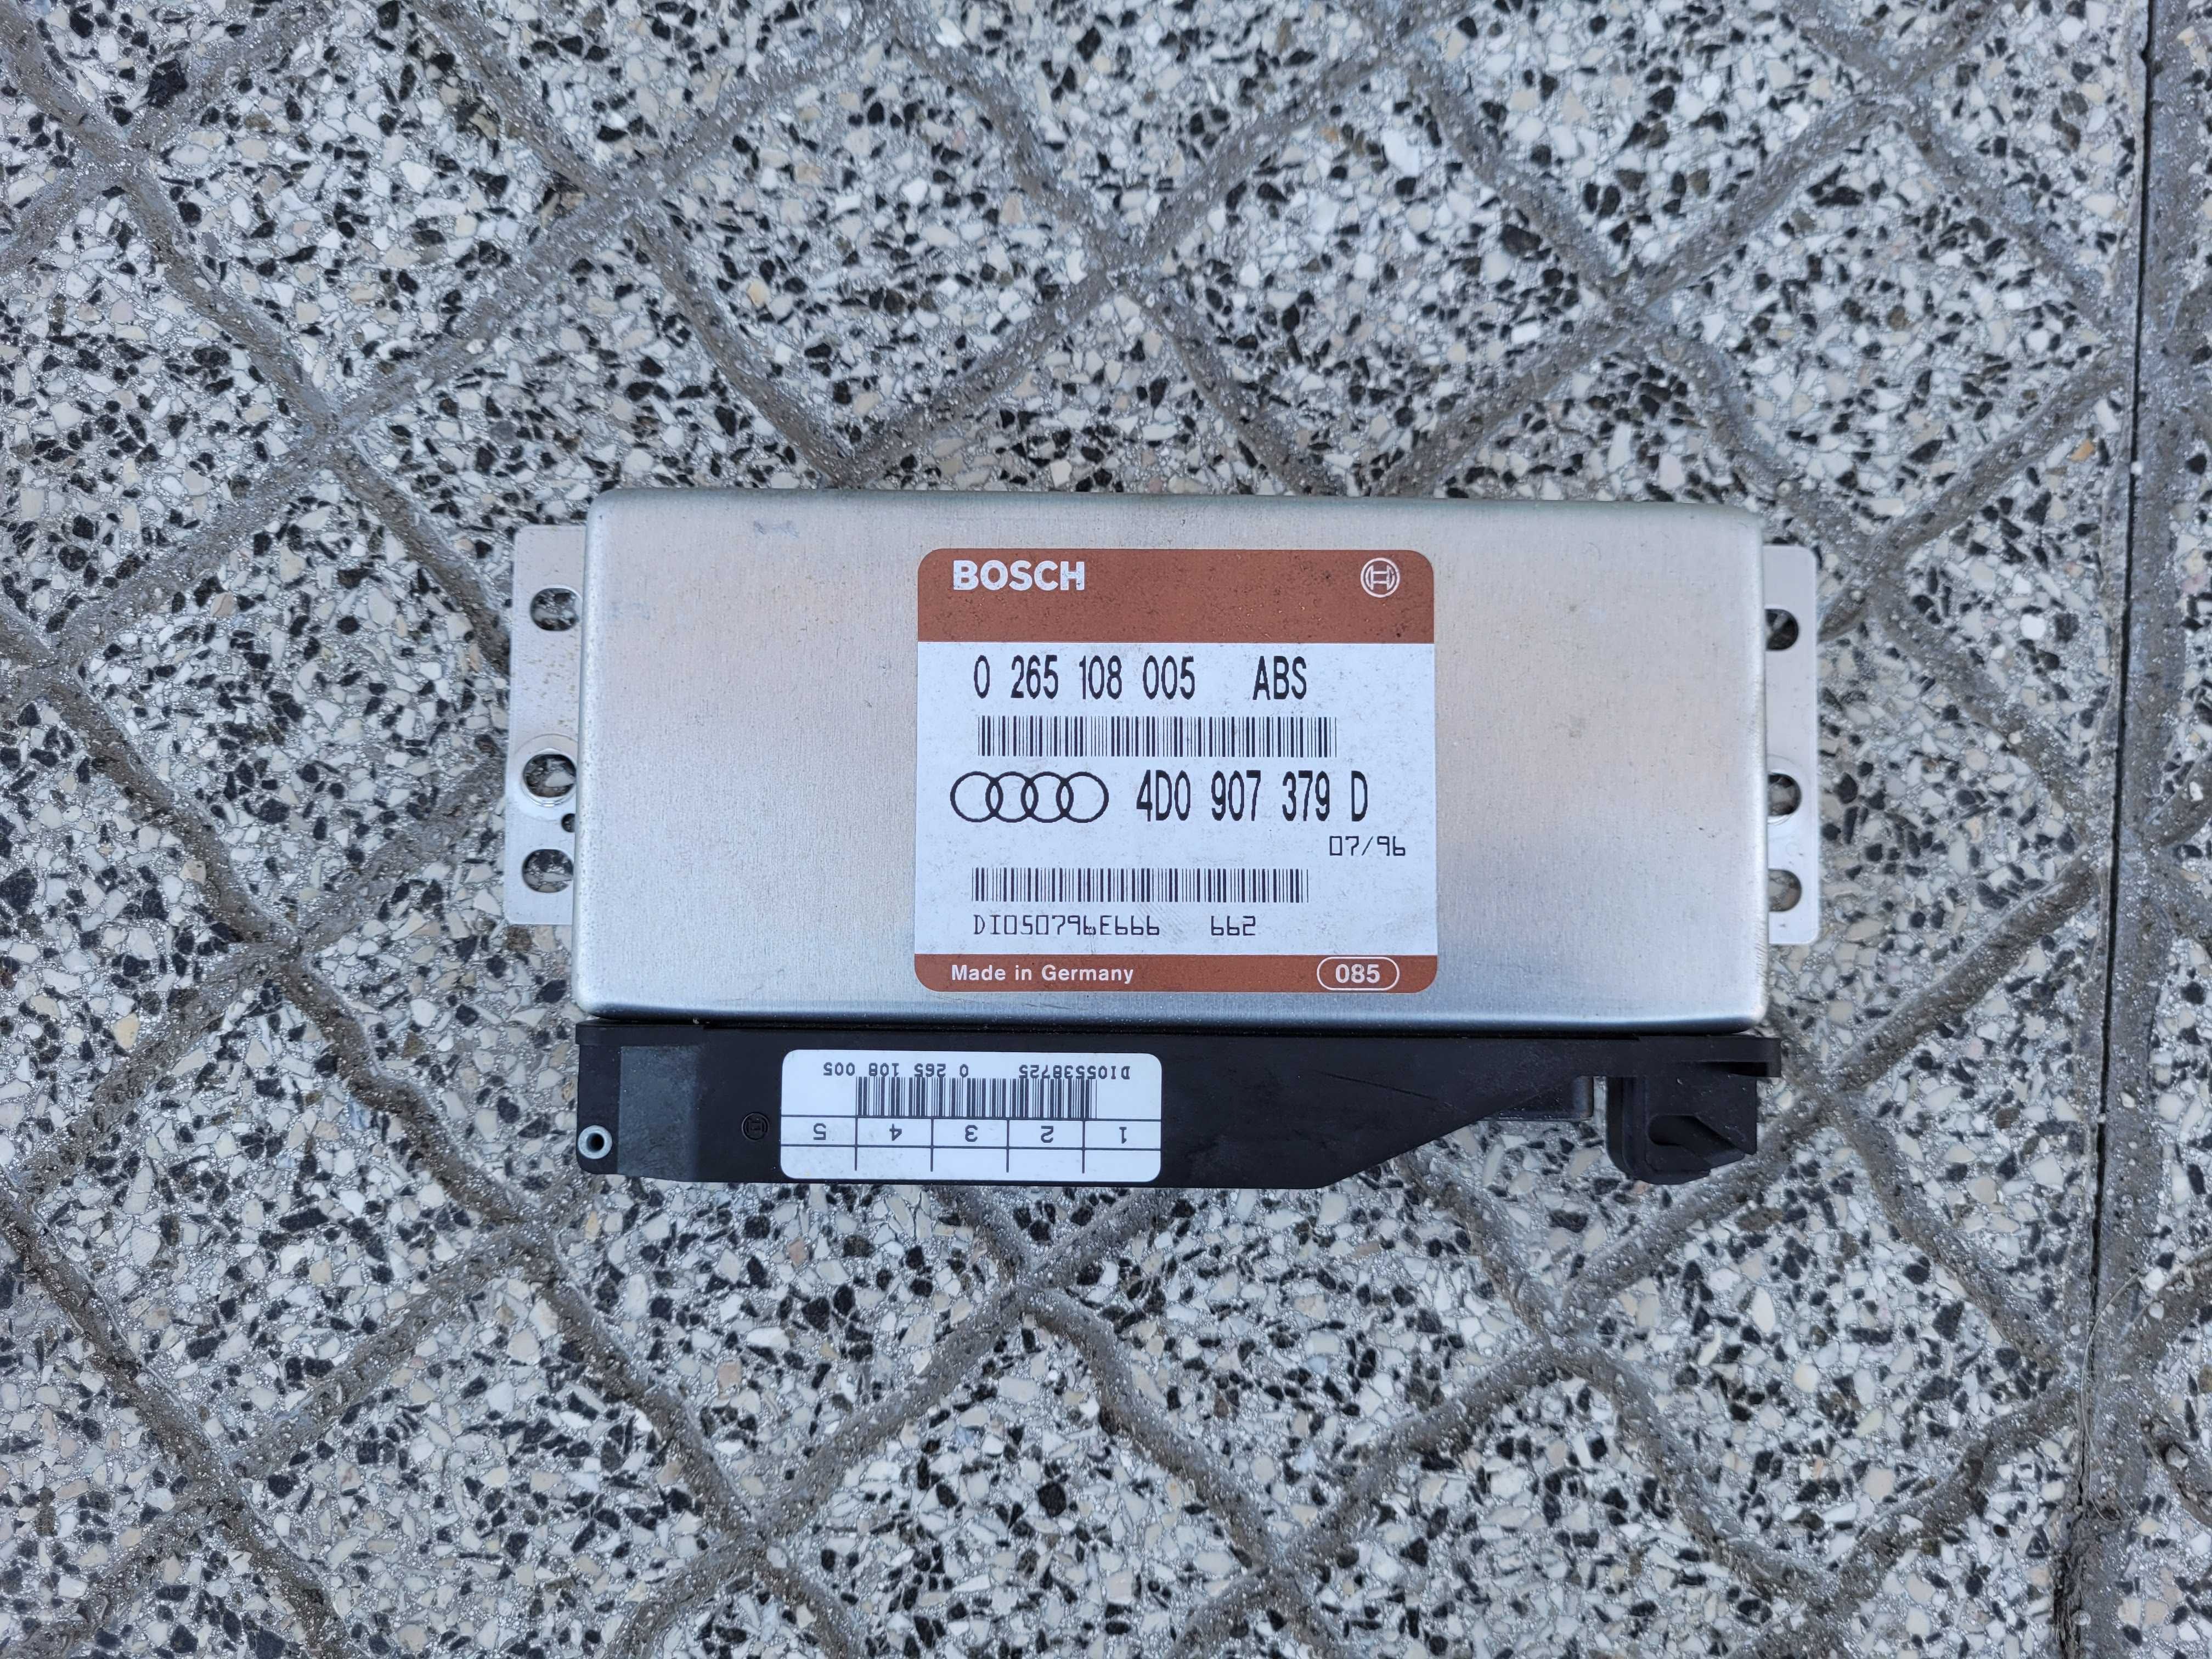 BOSCH
0 265 108 005 ABS
4D0 907 379 D
07/96
DI050796E666 662
Made in Germany 085
DI05538725 0 265 108 005
1 2 3 4 5